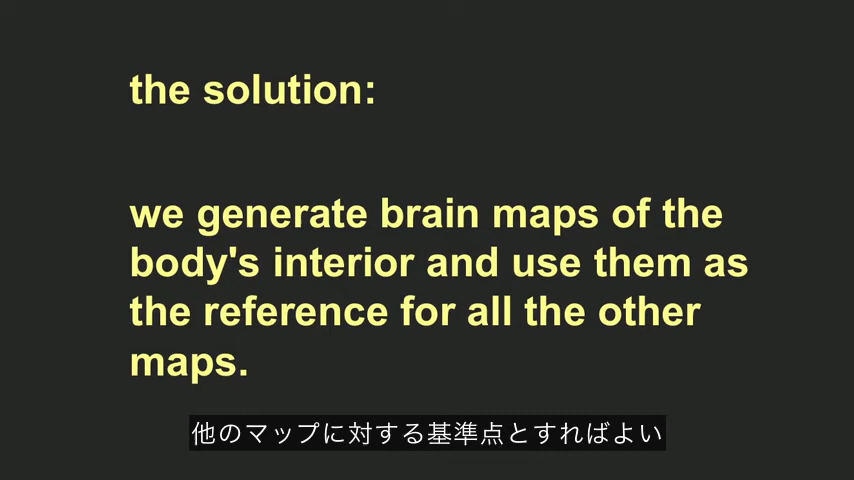 the solution:
we generate brain maps of the
body's interior and use them as
the reference for all the other
maps.
他のマップに対する基準点とすればよい